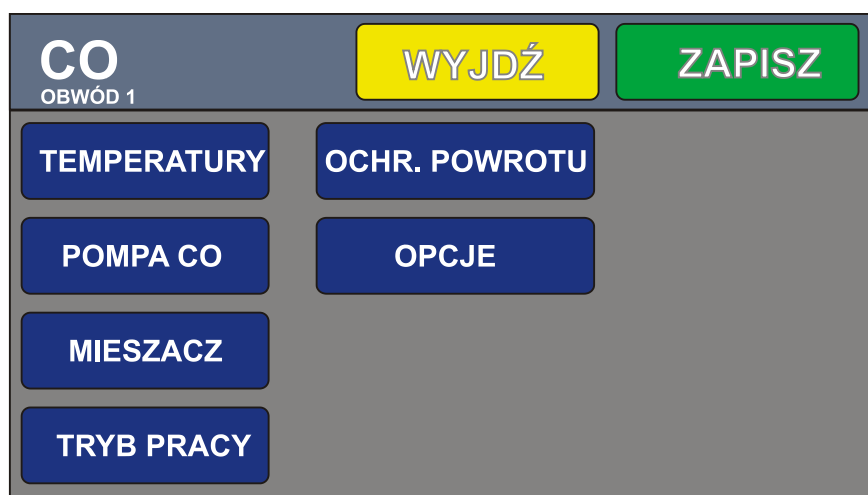 CO
OBWÓD 1
WYJDŹ
ZAPISZ
TEMPERATURY
OCHR. POWROTU
POMPA CO
OPCJE
MIESZACZ
TRYB PRACY